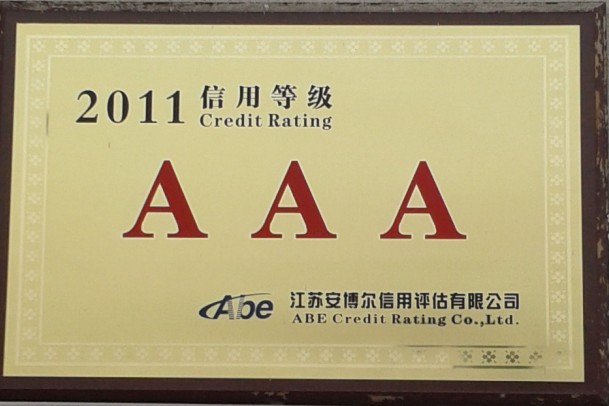 2011 信用等级
Credit Rating
AAA
Abe 江苏安博尔信用评估有限公司
ABE Credit Rating Co.,Ltd.